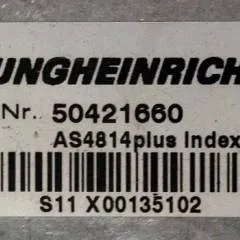 UNGHEINRICH
Nr. 50421660
AS4814plus Index
S11 X00135102